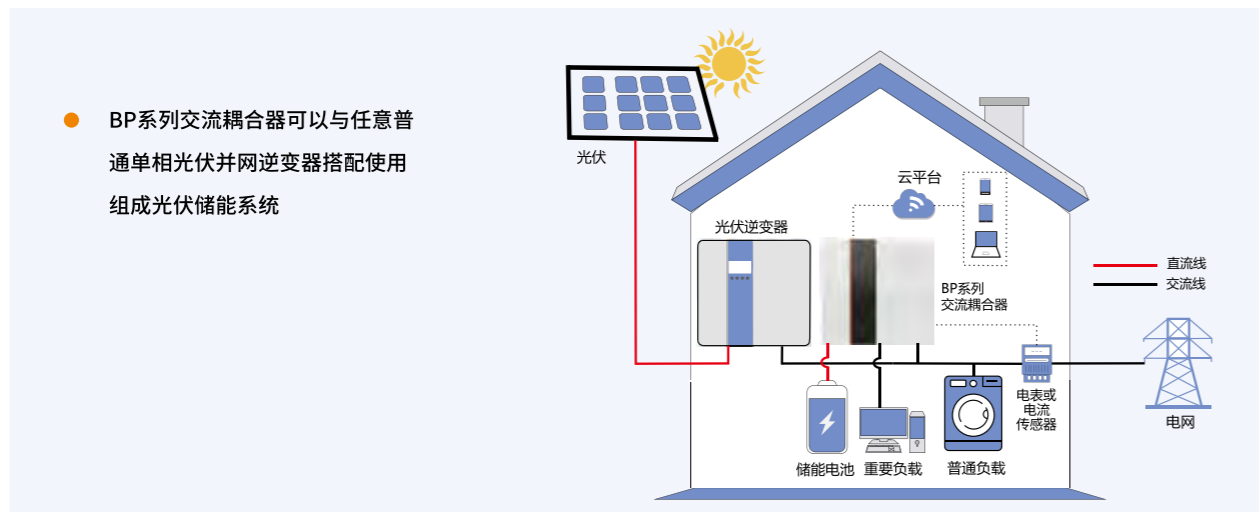 BP系列交流耦合器可以与任意普
通单相光伏并网逆变器搭配使用
组成光伏储能系统
光伏
云平台
光伏逆变器
BP系列
交流耦合器
直流线
交流线
电表或
电流
传感器
电网
储能电池
重要负载
普通负载